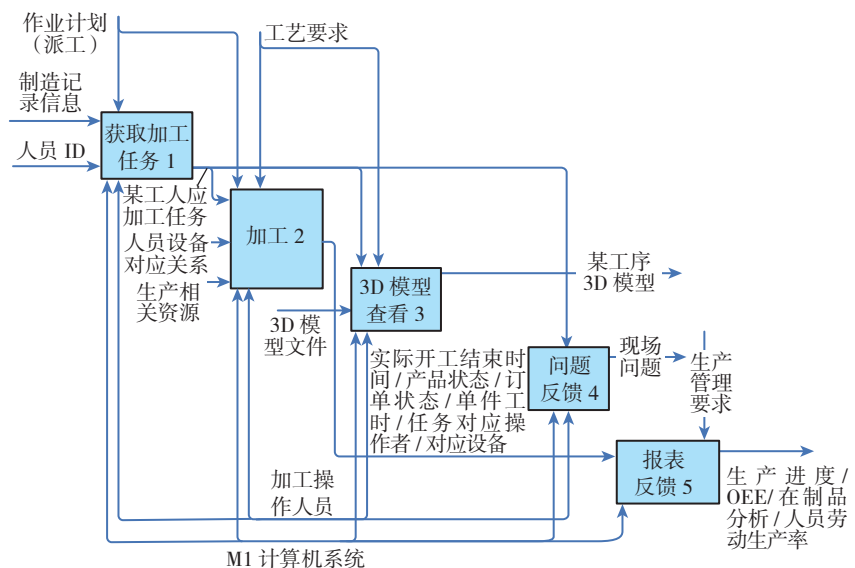 作业计划
（派工）
工艺要求
制造记
录信息
获取加工
任务 1
人员 ID
某工人应
加工任务
加工 2
人员设备
对应关系
生产相
关资源
3D 模型
查看 3
某工序
3D 模型
3D 模
型文件
实际开工结束时
间 / 产品状态 / 订
单状态 / 单件工
时 / 任务对应操
作者 / 对应设备
问题
反馈 4
现场
问题
生产
管理
要求
报表
反馈 5
加工操
作人员
生产进度 /
OEE/ 在制品
分析 / 人员劳
动生产率
M1 计算机系统